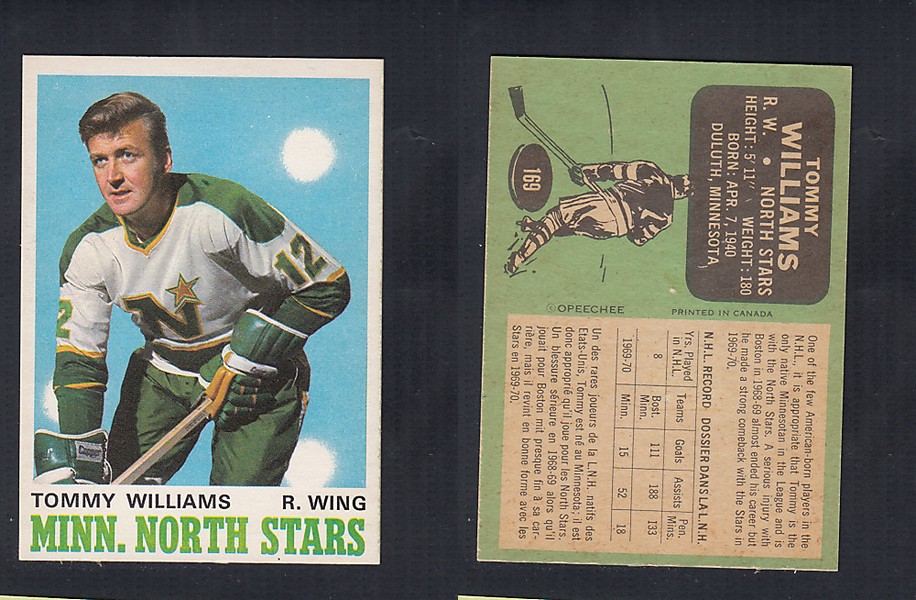 12
12
N
TOMMY WILLIAMS R. WING
MINN. NORTH STARS
TOMMY
WILLIAMS
R. W. • NORTH STARS
HEIGHT: 5'11" WEIGHT: 180
BORN: APR. 7, 1940
DULUTH, MINNESOTA
169
©OPEECHEE PRINTED IN CANADA
One of the few American-born players in the
N.H.L., it is appropriate that Tommy is the
only native Minnesotan in the League and is
with the North Stars. A serious injury with
Boston in 1968-69 almost ended his career but
he made a strong comeback with the Stars in
1969-70.
N.H.L. RECORD DOSSIER DANS LA L.N.H.
Yrs. Played in N.H.L. Teams Goals Assists Pen. Mins.
8 Bost. Minn. 111 188 133
1969-70 Minn. 15 52 18
Un des rares joueurs de la L.N.H. natifs des
Etats-Unis, Tommy est né au Minnesota; il est
donc approprié qu'il joue pour les North Stars.
Un blessure sérieure en 1968-69 alors qu'il
jouait pour Boston mit presque fin à sa car-
rière, mais il revint en bonne forme avec les
Stars en 1969-70.